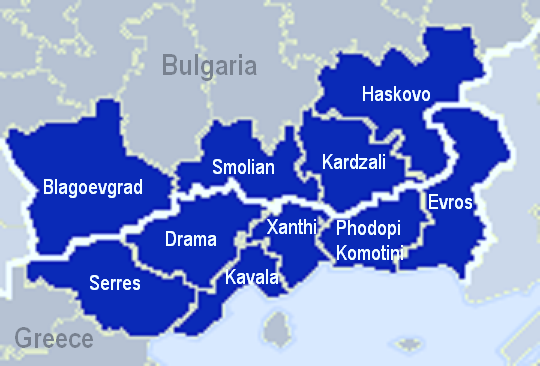 Bulgaria
Haskovo
Smolian
Kardzali
Blagoevgrad
Evros
Xanthi
Phodopi
Komotini
Drama
Kavala
Serres
Greece